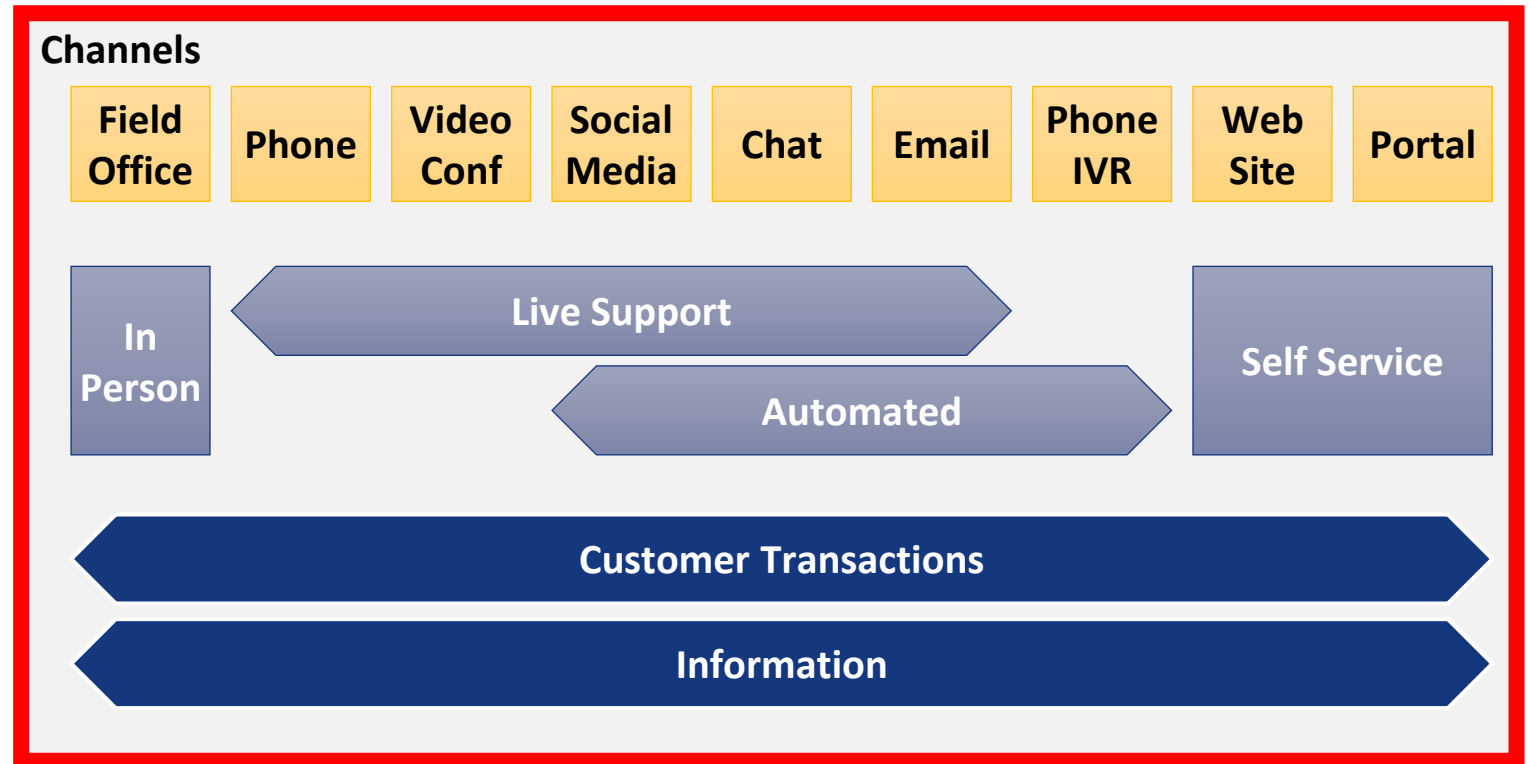 Channels
Field
Office
Phone
Video
Conf
Social
Media
Chat
Email
Phone
IVR
Web
Site
Portal
In
Person
Live Support
Automated
Self Service
Customer Transactions
Information